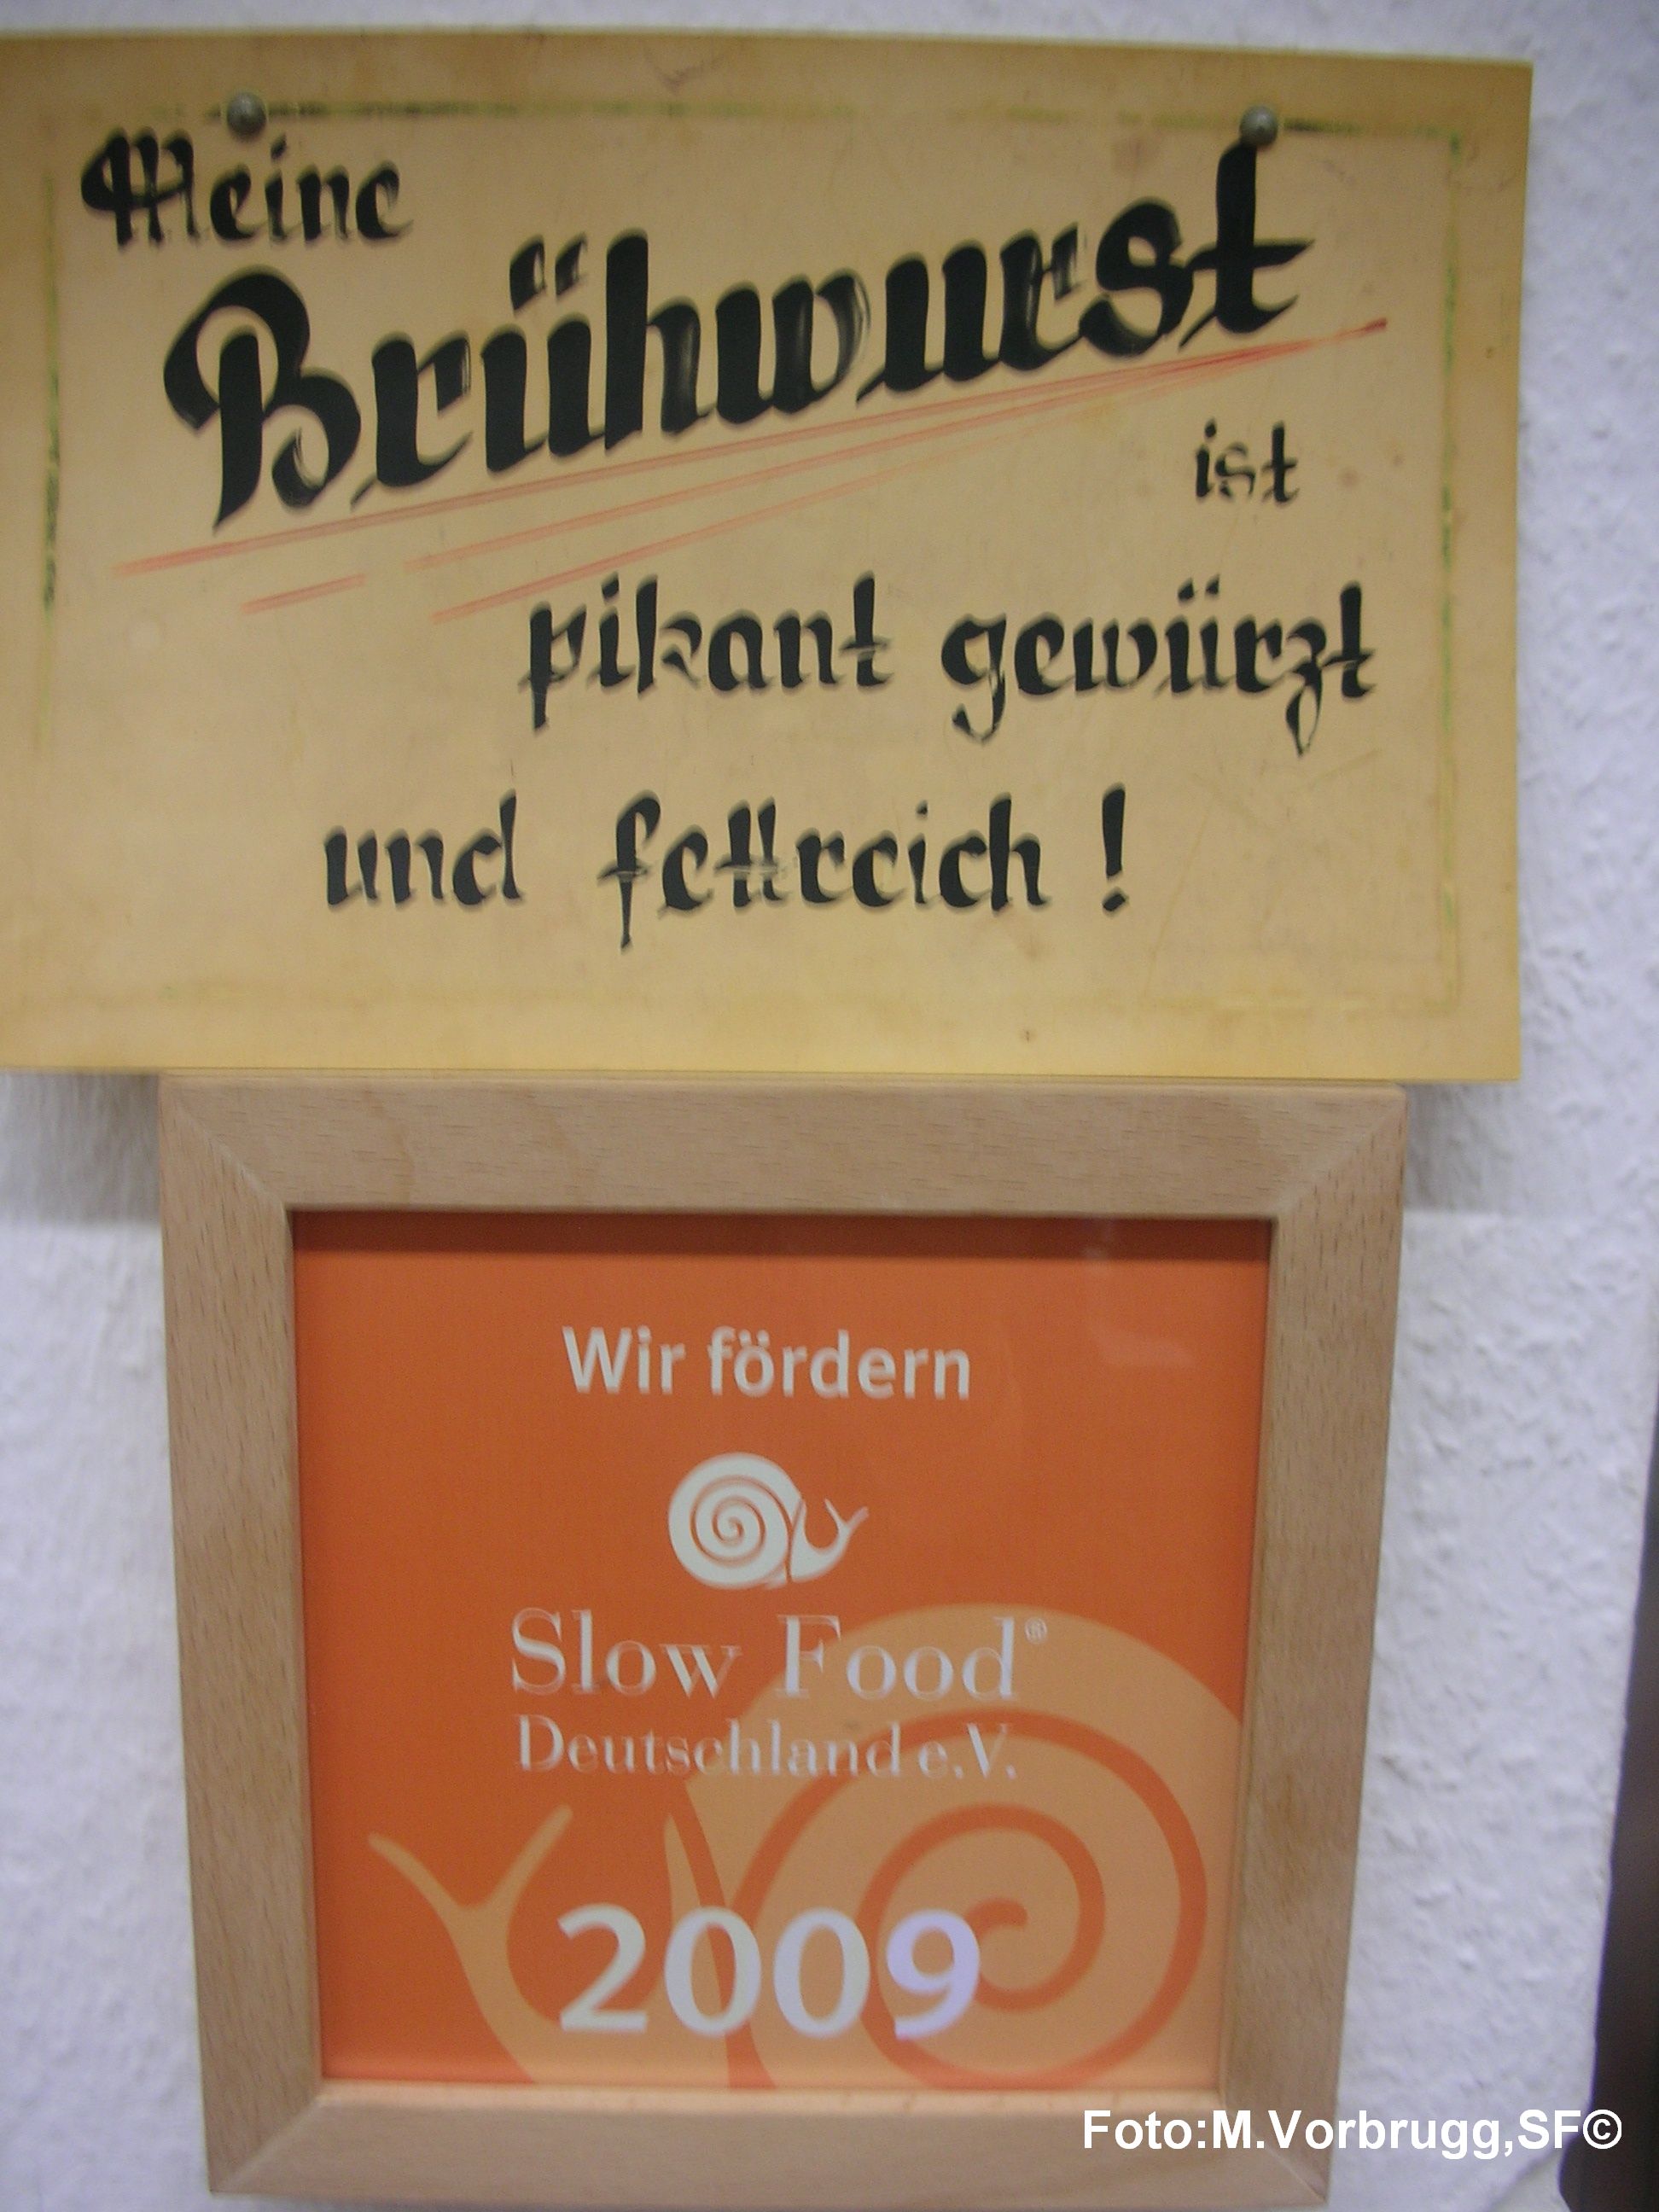 Meine
Brühwurst
ist
pikant gewürzt
und fettreich !
Wir fördern
Slow Food®
Deutschland e.V.
2009
Foto:M.Vorbrugg,SF©